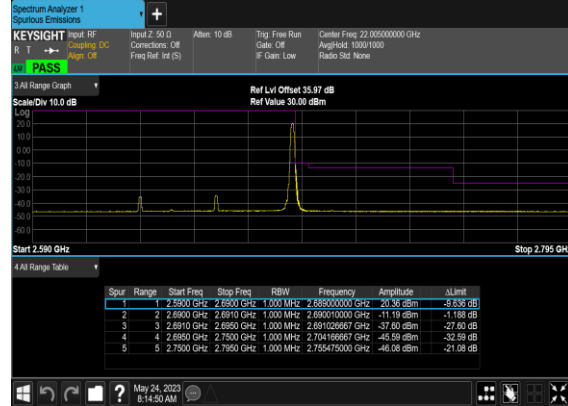 Spectrum Analyzer 1
Spurious Emissions
KEYSIGHT Input: RF Input Z: 50 Ω Atten: 10 dB Trig: Free Run Center Freq: 22.005000000 GHz
R T Coupling: DC Corrections: Off Gate: Off Avg|Hold: 1000/1000
Align: Off Freq Ref: Int (S) IF Gain: Low Radio Std: None
PASS
3 All Range Graph
Ref Lvl Offset 35.97 dB
Scale/Div 10.0 dB Ref Value 30.00 dBm
Log
20.0
10.0
0.00
-10.0
-20.0
-30.0
-40.0
-50.0
-60.0
Start 2.590 GHz Stop 2.795 GH
4 All Range Table
Spur Range Start Freq Stop Freq RBW Frequency Amplitude ΔLimit
1 1 2.5900 GHz 2.6900 GHz 1.000 MHz 2.689000000 GHz 20.36 dBm -9.636 dB
2 2 2.6900 GHz 2.6910 GHz 1.000 MHz 2.690010000 GHz -11.19 dBm -1.188 dB
3 3 2.6910 GHz 2.6950 GHz 1.000 MHz 2.691026667 GHz -37.60 dBm -27.60 dB
4 4 2.6950 GHz 2.7500 GHz 1.000 MHz 2.704166667 GHz -45.59 dBm -32.59 dB
5 5 2.7500 GHz 2.7950 GHz 1.000 MHz 2.755475000 GHz -46.08 dBm -21.08 dB
? May 24, 2023
8:14:50 AM